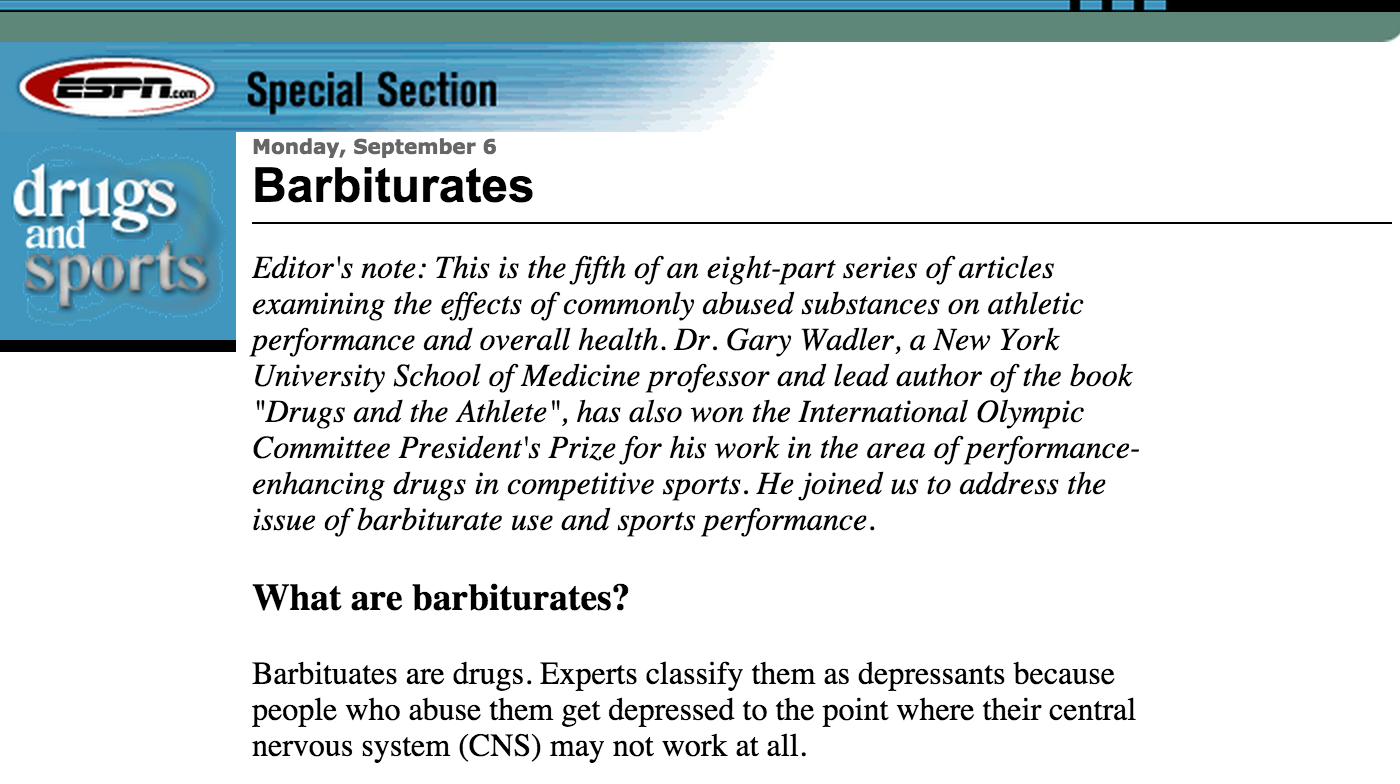 ESPN.com
Special Section
drugs
and
sports
Monday, September 6
Barbiturates
Editor's note: This is the fifth of an eight-part series of articles
examining the effects of commonly abused substances on athletic
performance and overall health. Dr. Gary Wadler, a New York
University School of Medicine professor and lead author of the book
"Drugs and the Athlete", has also won the International Olympic
Committee President's Prize for his work in the area of performance-
enhancing drugs in competitive sports. He joined us to address the
issue of barbiturate use and sports performance.
What are barbiturates?
Barbituates are drugs. Experts classify them as depressants because
people who abuse them get depressed to the point where their central
nervous system (CNS) may not work at all.